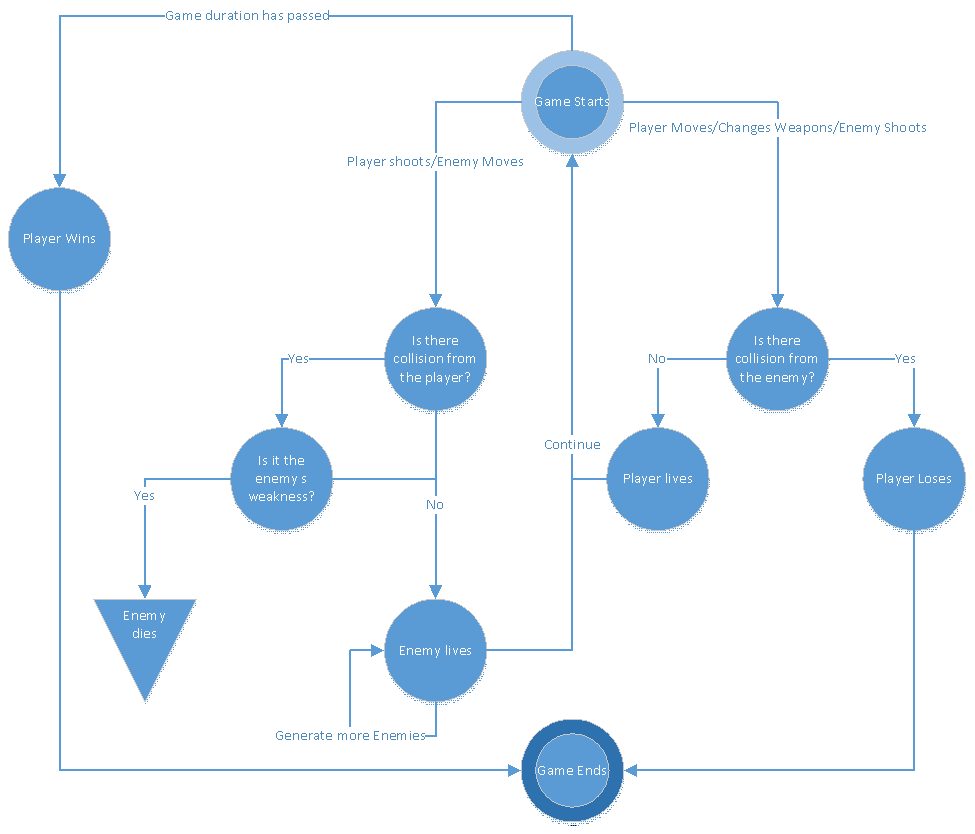 Game duration has passed
Game Starts
Player Moves/Changes Weapons/Enemy Shoots
Player shoots/Enemy Moves
Player Wins
Is there
collision from
the player?
Is there
collision from
the enemy?
Yes
No
Yes
Continue
Is it the
enemy s
weakness?
Player lives
Player Loses
Yes
No
Enemy
dies
Enemy lives
Generate more Enemies
Game Ends